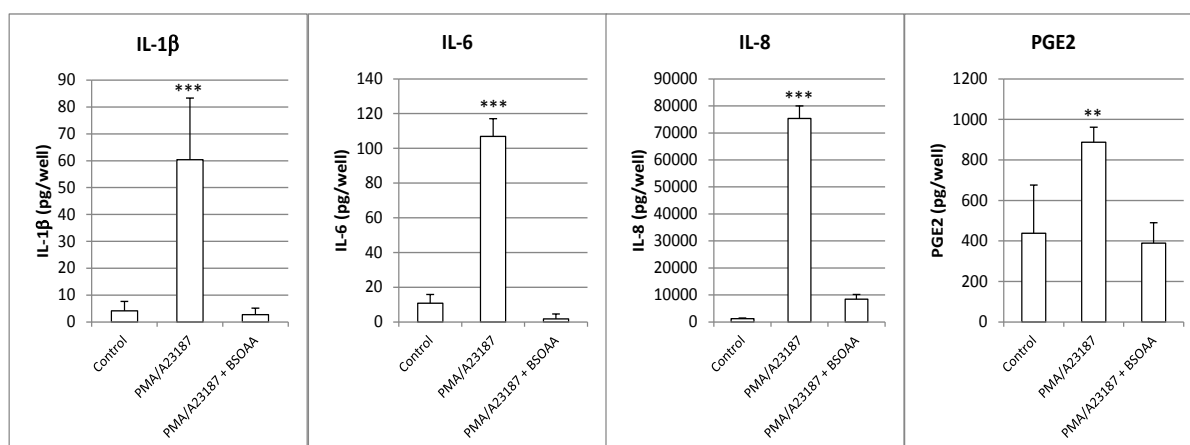 IL-1β
IL-1β (pg/well)
90
80
70
60
50
40
30
20
10
0
***
Control
PMA/A23187
PMA/A23187 + BSOAA
IL-6
IL-6 (pg/well)
140
120
100
80
60
40
20
0
***
Control
PMA/A23187
PMA/A23187 + BSOAA
IL-8
IL-8 (pg/well)
90000
80000
70000
60000
50000
40000
30000
20000
10000
0
***
Control
PMA/A23187
PMA/A23187 + BSOAA
PGE2
PGE2 (pg/well)
1200
1000
800
600
400
200
0
**
Control
PMA/A23187
PMA/A23187 + BSOAA